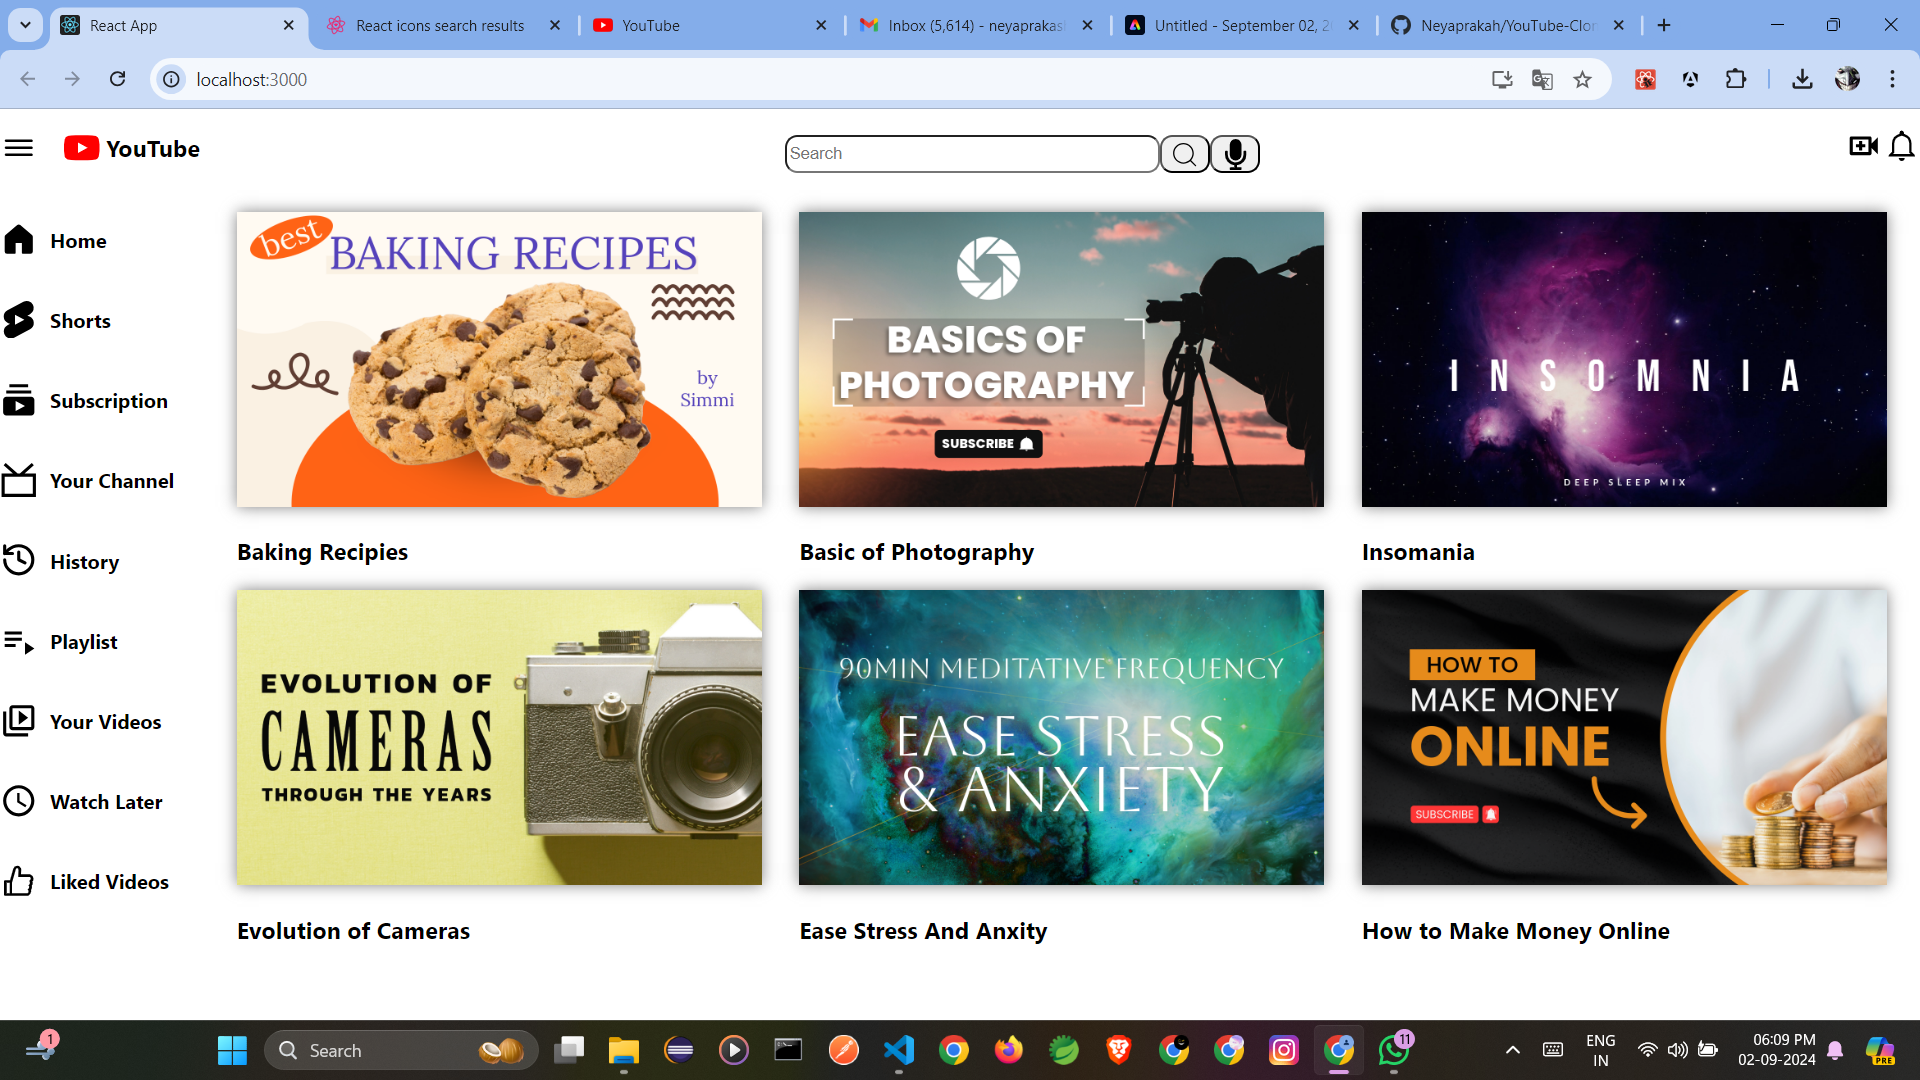 React App
React icons search results
YouTube
Inbox (5,614) - neyaprakas
Untitled - September 02, 2
Neyaprakah/YouTube-Clon
localhost:3000
YouTube
Search
Home
Shorts
Subscription
Your Channel
History
Playlist
Your Videos
Watch Later
Liked Videos
best
BAKING RECIPES
by
Simmi
Baking Recipies
BASICS OF
PHOTOGRAPHY
SUBSCRIBE
Basic of Photography
INSOMNIA
DEEP SLEEP MIX
Insomania
EVOLUTION OF
CAMERAS
THROUGH THE YEARS
Evolution of Cameras
90MIN MEDITATIVE FREQUENCY
EASE STRESS
& ANXIETY
Ease Stress And Anxity
HOW TO
MAKE MONEY
ONLINE
SUBSCRIBE
How to Make Money Online
1
Search
11
ENG
IN
06:09 PM
02-09-2024
PRE